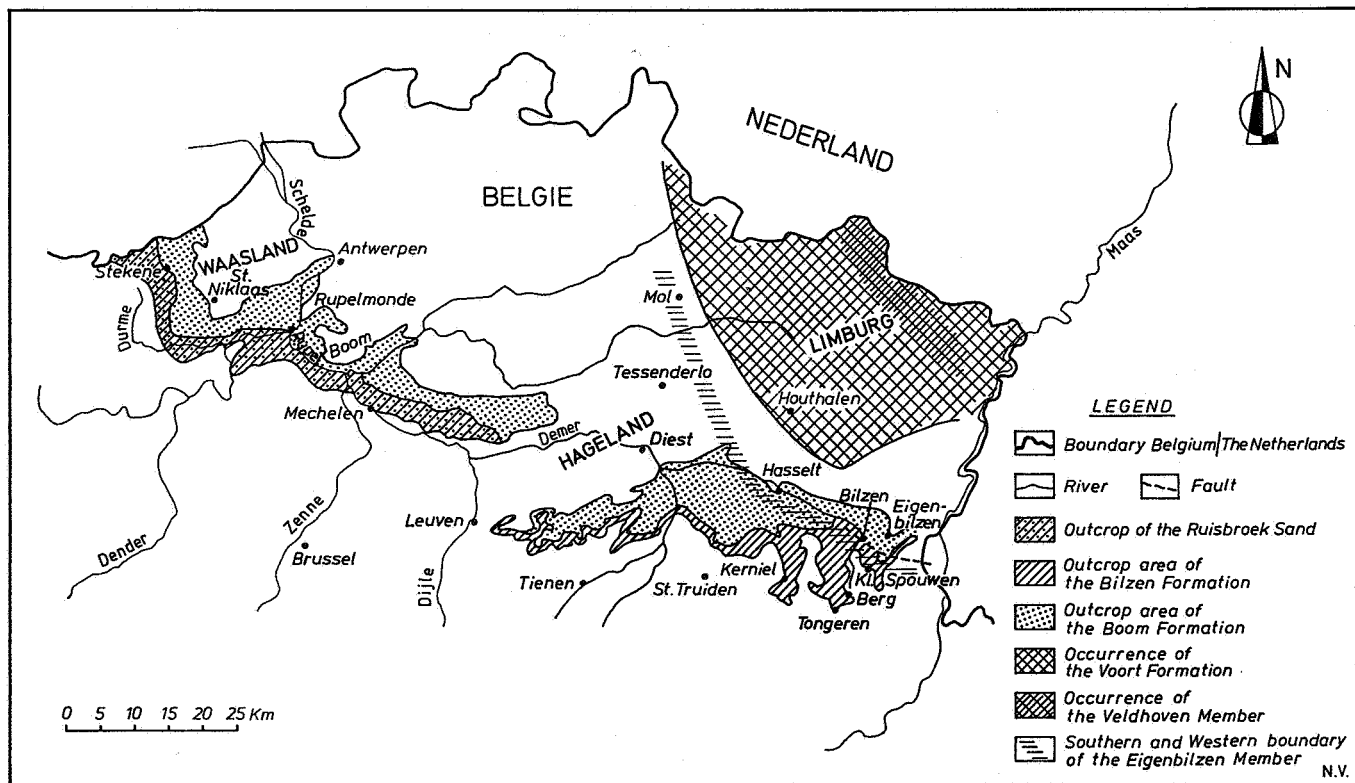 N
NEDERLAND
BELGIE
Schelde
Maas
WAASLAND
Antwerpen
Stekene
St.
Niklaas
Rupelmonde
Mol
Durme
Boom
LIMBURG
Tessenderlo
Houthalen
Mechelen
HAGELAND
Demer
Diest
Hasselt
Bilzen
Eigen-
bilzen
Leuven
Zenne
Dender
Brussel
Dijle
Tienen
St. Truiden
Kerniel
Kl. Spouwen
Berg
Tongeren
0 5 10 15 20 25 Km
LEGEND
Boundary Belgium/The Netherlands
River
Fault
Outcrop of the Ruisbroek Sand
Outcrop area of
the Bilzen Formation
Outcrop area of
the Boom Formation
Occurrence of
the Voort Formation
Occurrence of
the Veldhoven Member
Southern and Western boundary
of the Eigenbilzen Member
N.V.